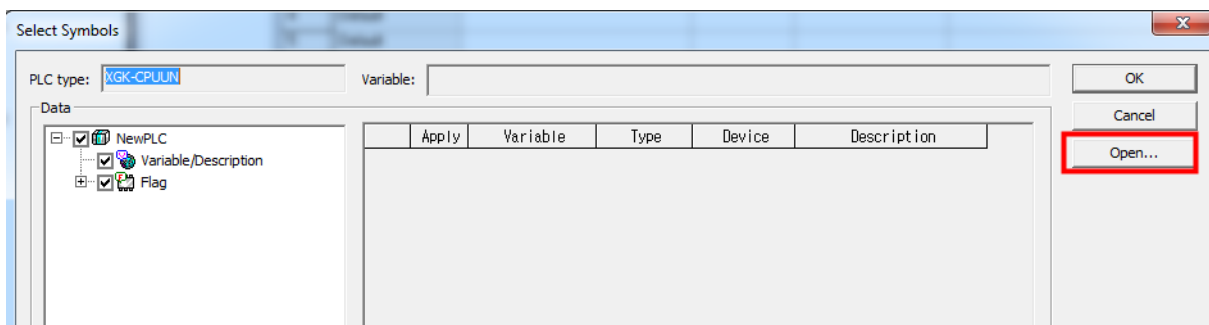 Select Symbols
PLC type: XGK-CPUUN Variable: OK
Data Cancel
NewPLC Apply Variable Type Device Description Open...
Variable/Description
Flag